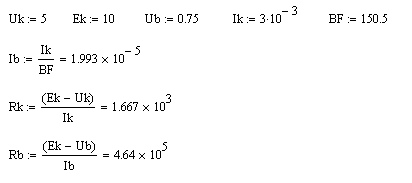 Uk := 5 Ek := 10 Ub := 0.75 Ik := 3·10^-3 BF := 150.5
Ib := Ik/BF = 1.993 × 10^-5
Rk := (Ek − Uk)/Ik = 1.667 × 10^3
Rb := (Ek − Ub)/Ib = 4.64 × 10^5